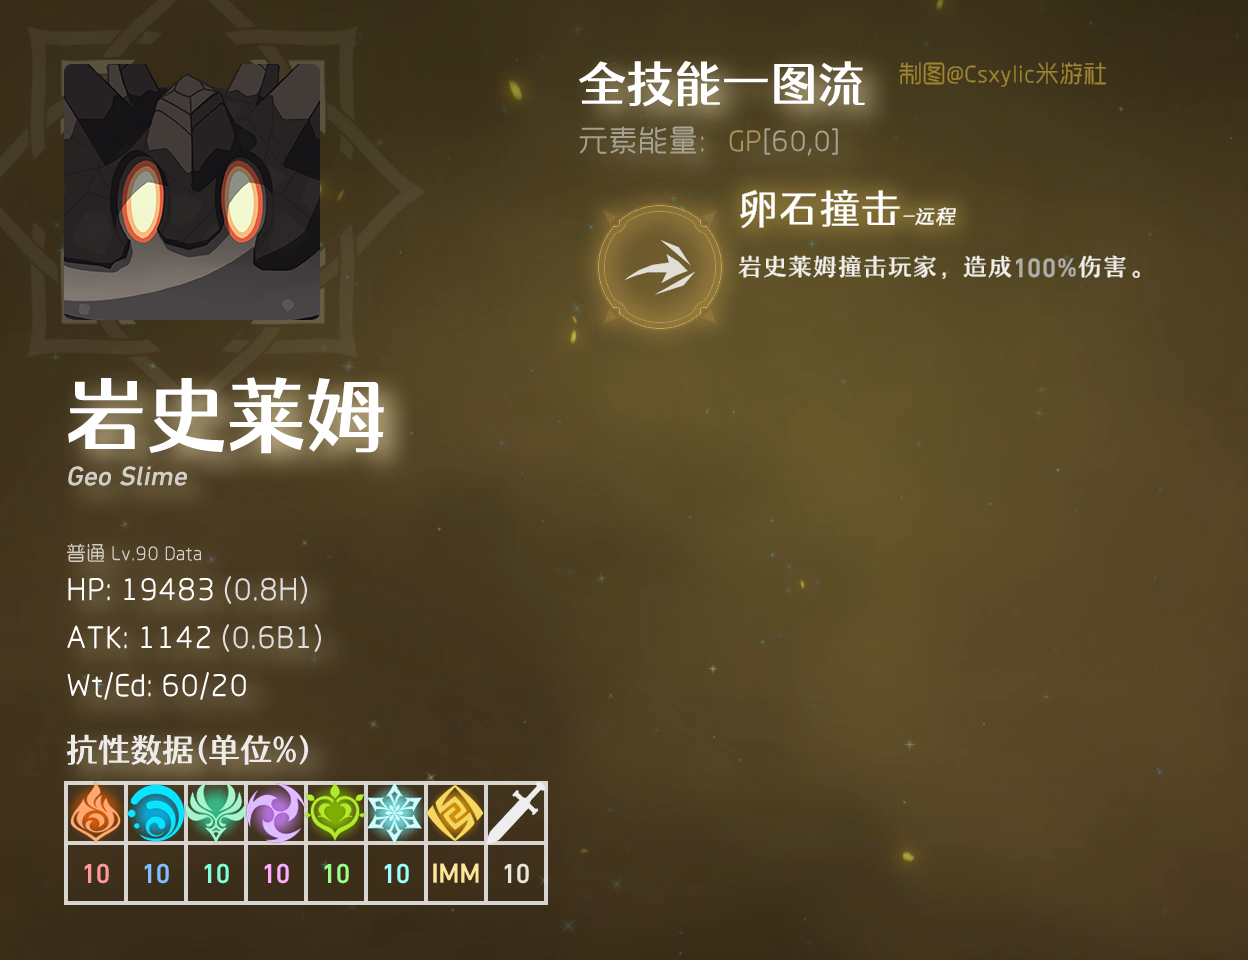 全技能一图流
制图@Csxylic米游社
元素能量： GP[60,0]
卵石撞击-远程
岩史莱姆撞击玩家，造成100%伤害。
岩史莱姆
Geo Slime
普通 Lv.90 Data
HP: 19483 (0.8H)
ATK: 1142 (0.6B1)
Wt/Ed: 60/20
抗性数据(单位%)
10 10 10 10 10 10 IMM 10